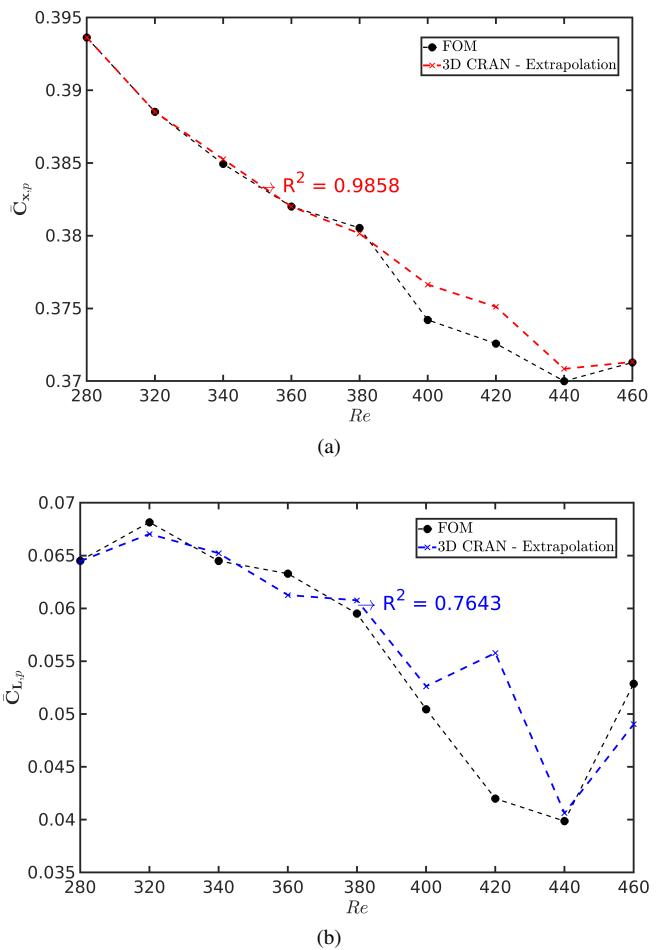 0.395
0.39
0.385
0.38
0.375
0.37
C̄x,p
FOM
3D CRAN - Extrapolation
→ R² = 0.9858
280 320 340 360 380 400 420 440 460
Re
(a)
0.07
0.065
0.06
0.055
0.05
0.045
0.04
0.035
C̄L,p
FOM
3D CRAN - Extrapolation
→ R² = 0.7643
280 320 340 360 380 400 420 440 460
Re
(b)